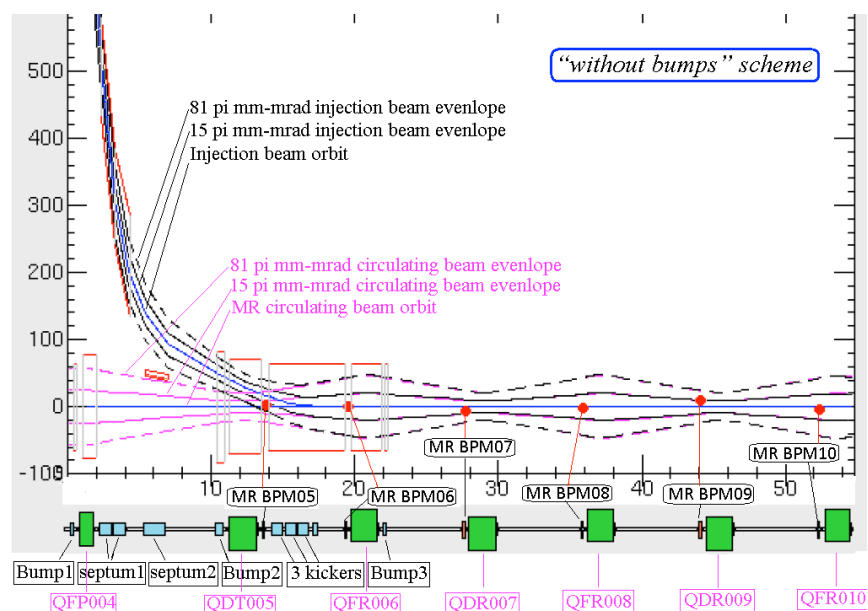 "without bumps" scheme
500
400
300
200
100
0
-100
81 pi mm-mrad injection beam evenlope
15 pi mm-mrad injection beam evenlope
Injection beam orbit
81 pi mm-mrad circulating beam evenlope
15 pi mm-mrad circulating beam evenlope
MR circulating beam orbit
10
20
30
40
50
MR BPM05
MR BPM06
MR BPM07
MR BPM08
MR BPM09
MR BPM10
Bump1
septum1
septum2
Bump2
3 kickers
Bump3
QFP004
QDT005
QFR006
QDR007
QFR008
QDR009
QFR010